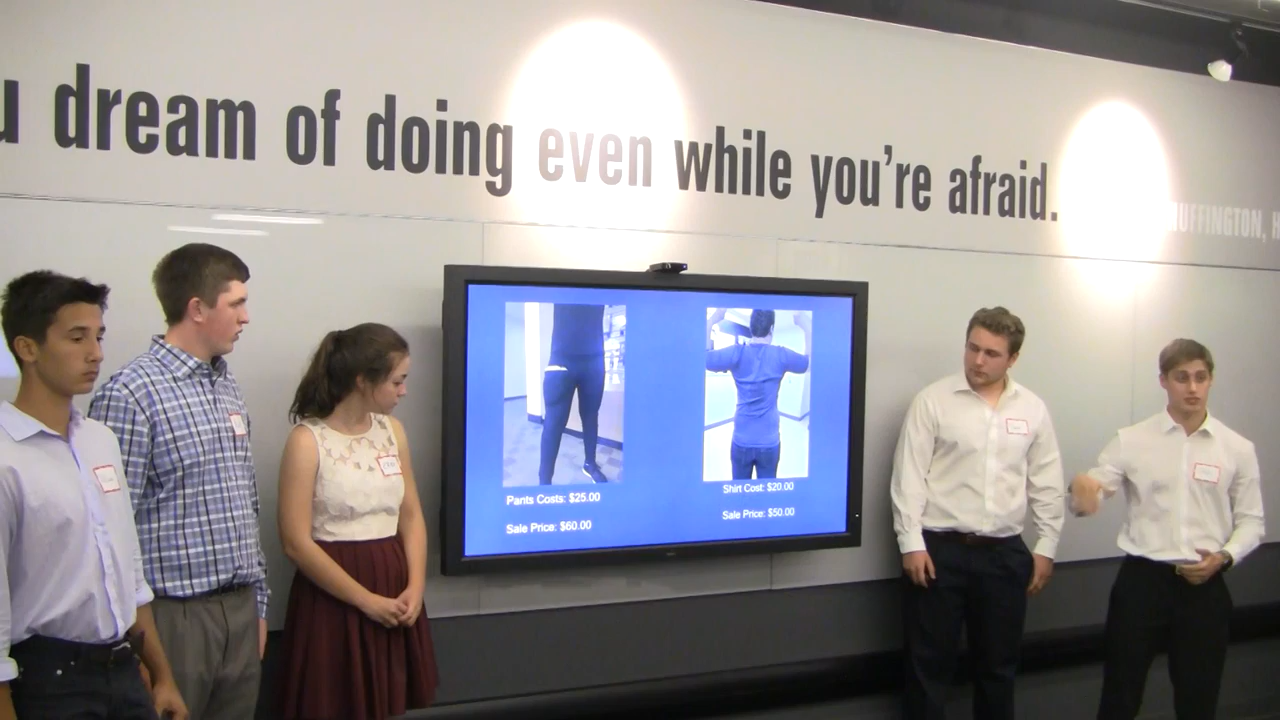 u dream of doing even while you're afraid.
HUFFINGTON, H
Pants Costs: $25.00
Sale Price: $60.00
Shirt Cost: $20.00
Sale Price: $50.00